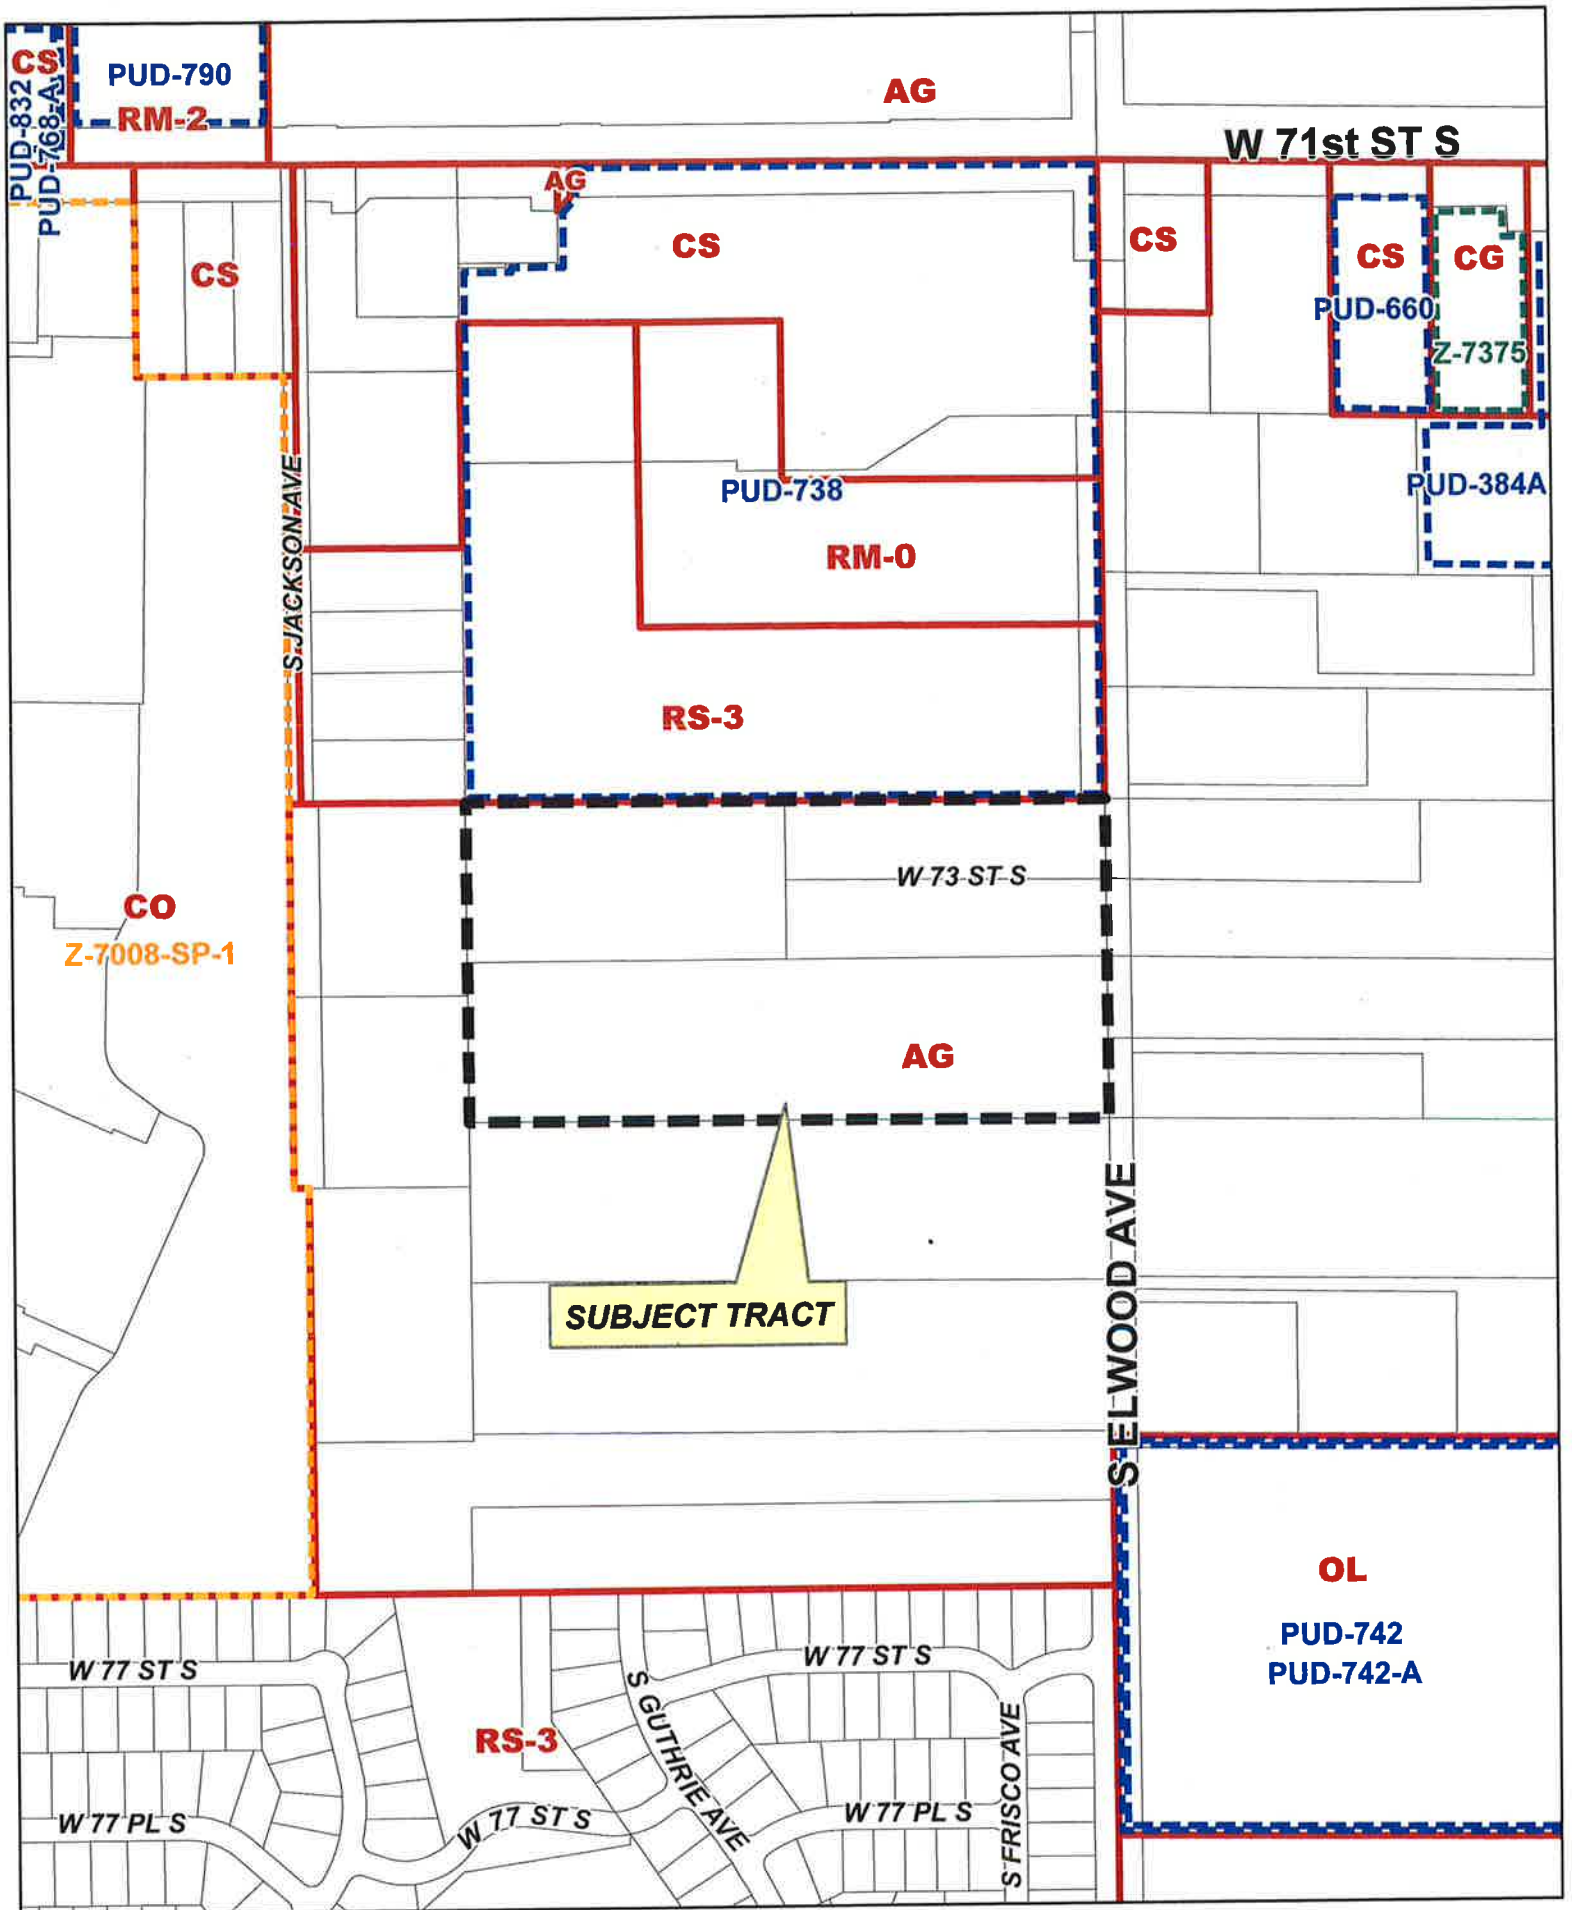 CS
PUD-832
PUD-768-A
PUD-790
RM-2
AG
W 71st ST S
AG
CS
CS
CS
CS
PUD-660
CG
Z-7375
PUD-738
PUD-384A
RM-0
S JACKSON AVE
RS-3
W 73 ST S
CO
Z-7008-SP-1
AG
SUBJECT TRACT
S ELWOOD AVE
OL
PUD-742
PUD-742-A
W 77 ST S
W 77 ST S
S GUTHRIE AVE
S FRISCO AVE
RS-3
W 77 PL S
W 77 ST S
W 77 PL S